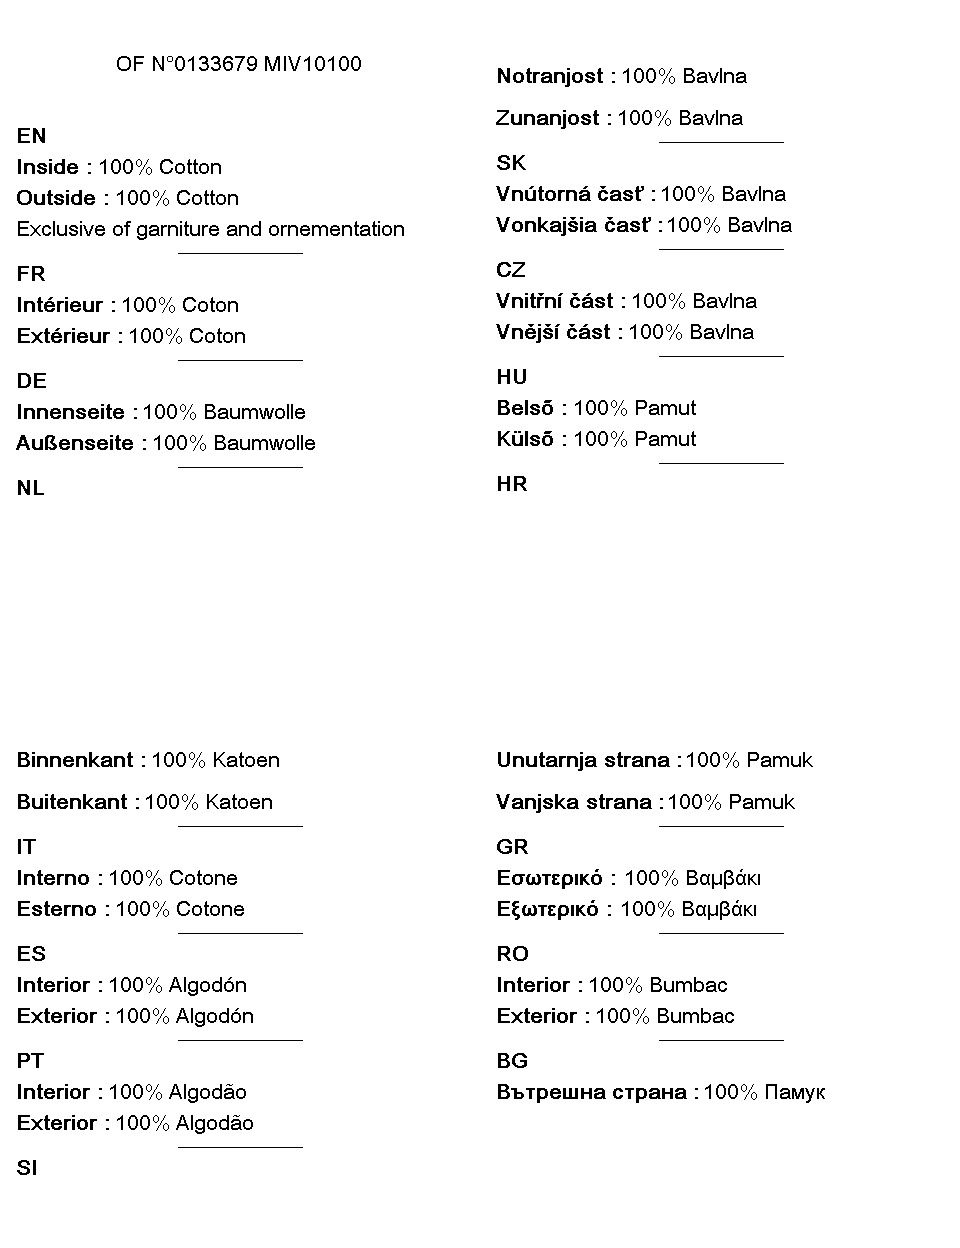 OF N°0133679 MIV10100
EN
Inside : 100% Cotton
Outside : 100% Cotton
Exclusive of garniture and ornementation
FR
Intérieur : 100% Coton
Extérieur : 100% Coton
DE
Innenseite : 100% Baumwolle
Außenseite : 100% Baumwolle
NL
Binnenkant : 100% Katoen
Buitenkant : 100% Katoen
IT
Interno : 100% Cotone
Esterno : 100% Cotone
ES
Interior : 100% Algodón
Exterior : 100% Algodón
PT
Interior : 100% Algodão
Exterior : 100% Algodão
SI
Notranjost : 100% Bavlna
Zunanjost : 100% Bavlna
SK
Vnútorná časť : 100% Bavlna
Vonkajšia časť : 100% Bavlna
CZ
Vnitřní část : 100% Bavlna
Vnější část : 100% Bavlna
HU
Belső : 100% Pamut
Külső : 100% Pamut
HR
Unutarnja strana : 100% Pamuk
Vanjska strana : 100% Pamuk
GR
Εσωτερικό : 100% Βαμβάκι
Εξωτερικό : 100% Βαμβάκι
RO
Interior : 100% Bumbac
Exterior : 100% Bumbac
BG
Вътрешна страна : 100% Памук